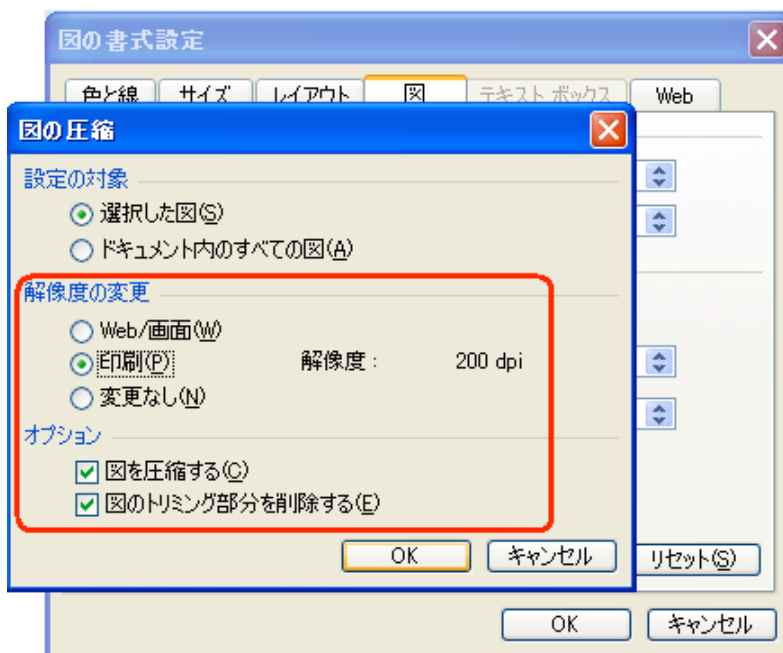 図の書式設定
色と線 サイズ レイアウト 図 テキスト ボックス Web
図の圧縮
設定の対象
選択した図(S)
ドキュメント内のすべての図(A)
解像度の変更
Web/画面(W)
印刷(P) 解像度: 200 dpi
変更なし(N)
オプション
図を圧縮する(C)
図のトリミング部分を削除する(E)
OK キャンセル リセット(S)
OK キャンセル